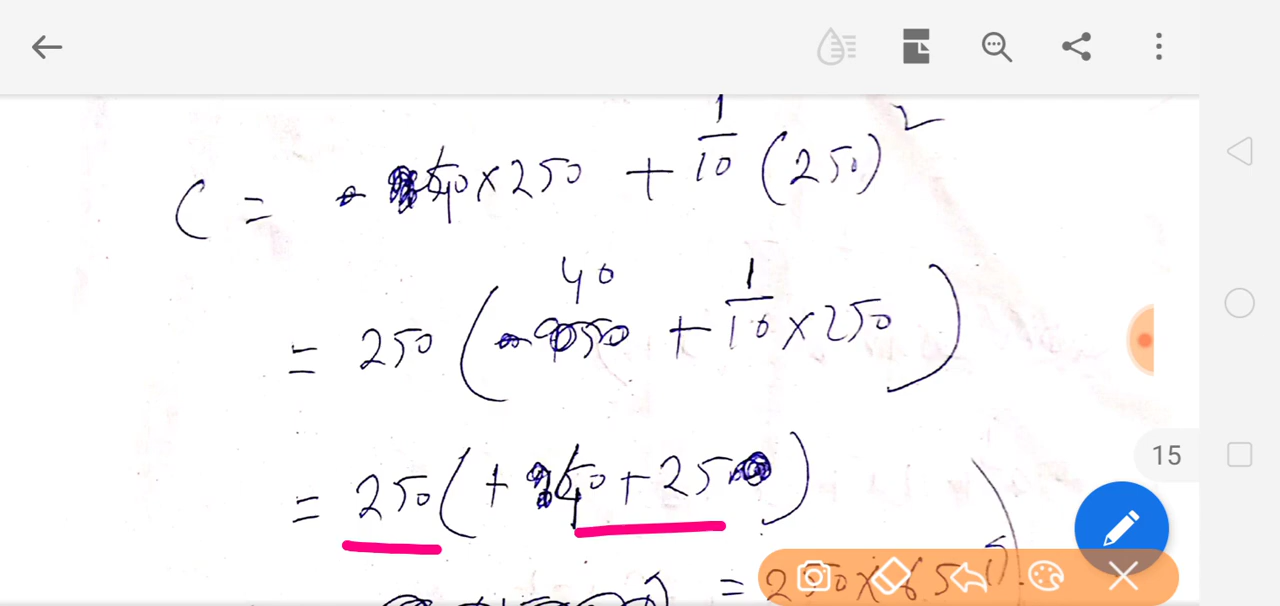 C = 40 × 250 + 1/10 (250)²
40
= 250 ( + 1/10 × 250 )
= 250 ( + 40 + 25 )
15
= 250 × 65